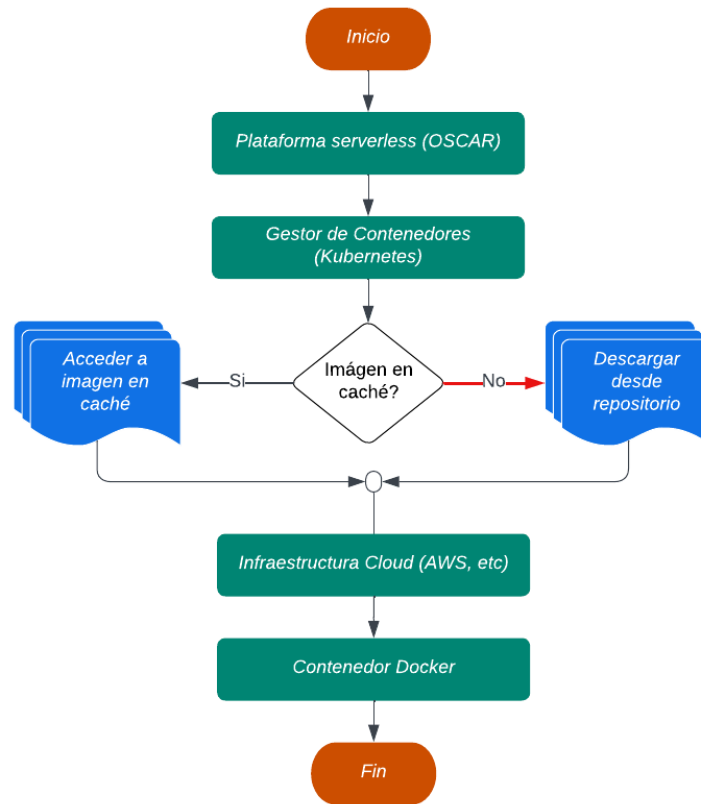 Inicio
Plataforma serverless (OSCAR)
Gestor de Contenedores
(Kubernetes)
Acceder a
imagen en
caché
Si
Imágen en
caché?
No
Descargar
desde
repositorio
Infraestructura Cloud (AWS, etc)
Contenedor Docker
Fin